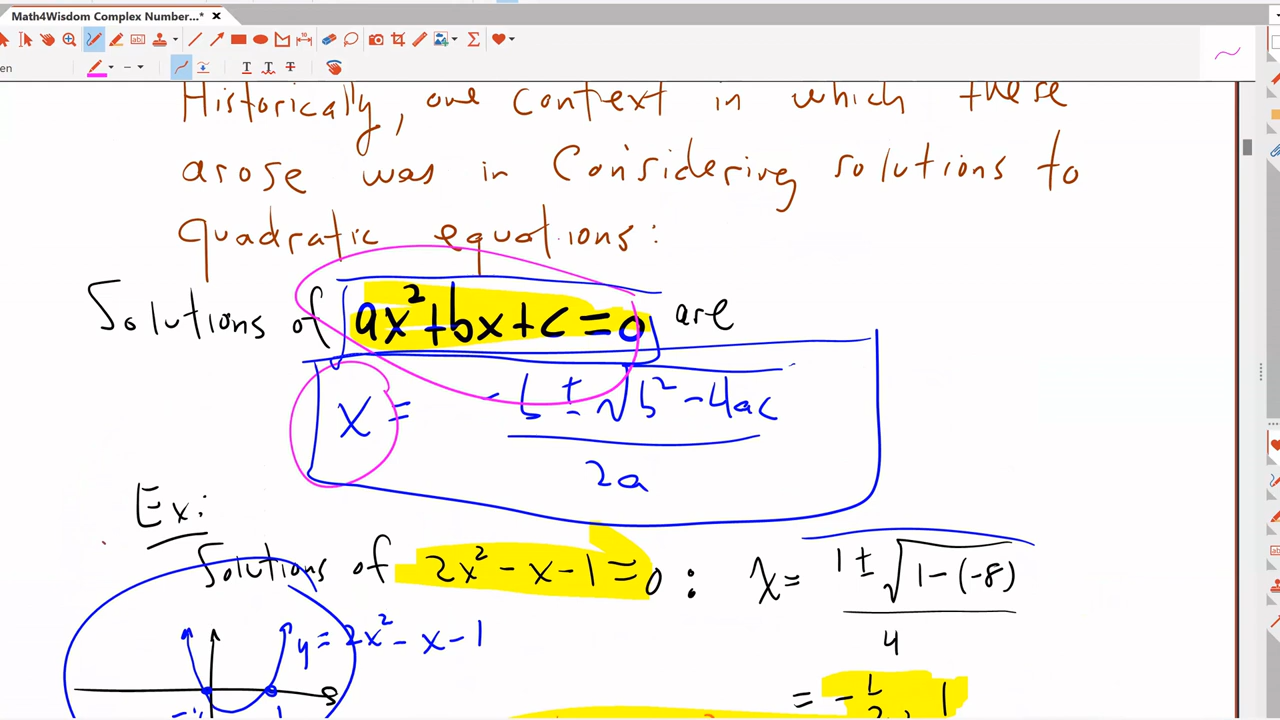 Math4Wisdom Complex Number...*
en
Historically, one context in which these
arose was in Considering solutions to
quadratic equations:
Solutions of ax²+bx+c=0 are
x = -b ± √b²-4ac
2a
Ex:
Solutions of 2x²-x-1=0 : x= 1± √1-(-8)
4
y=2x²-x-1
= -1
2, 1